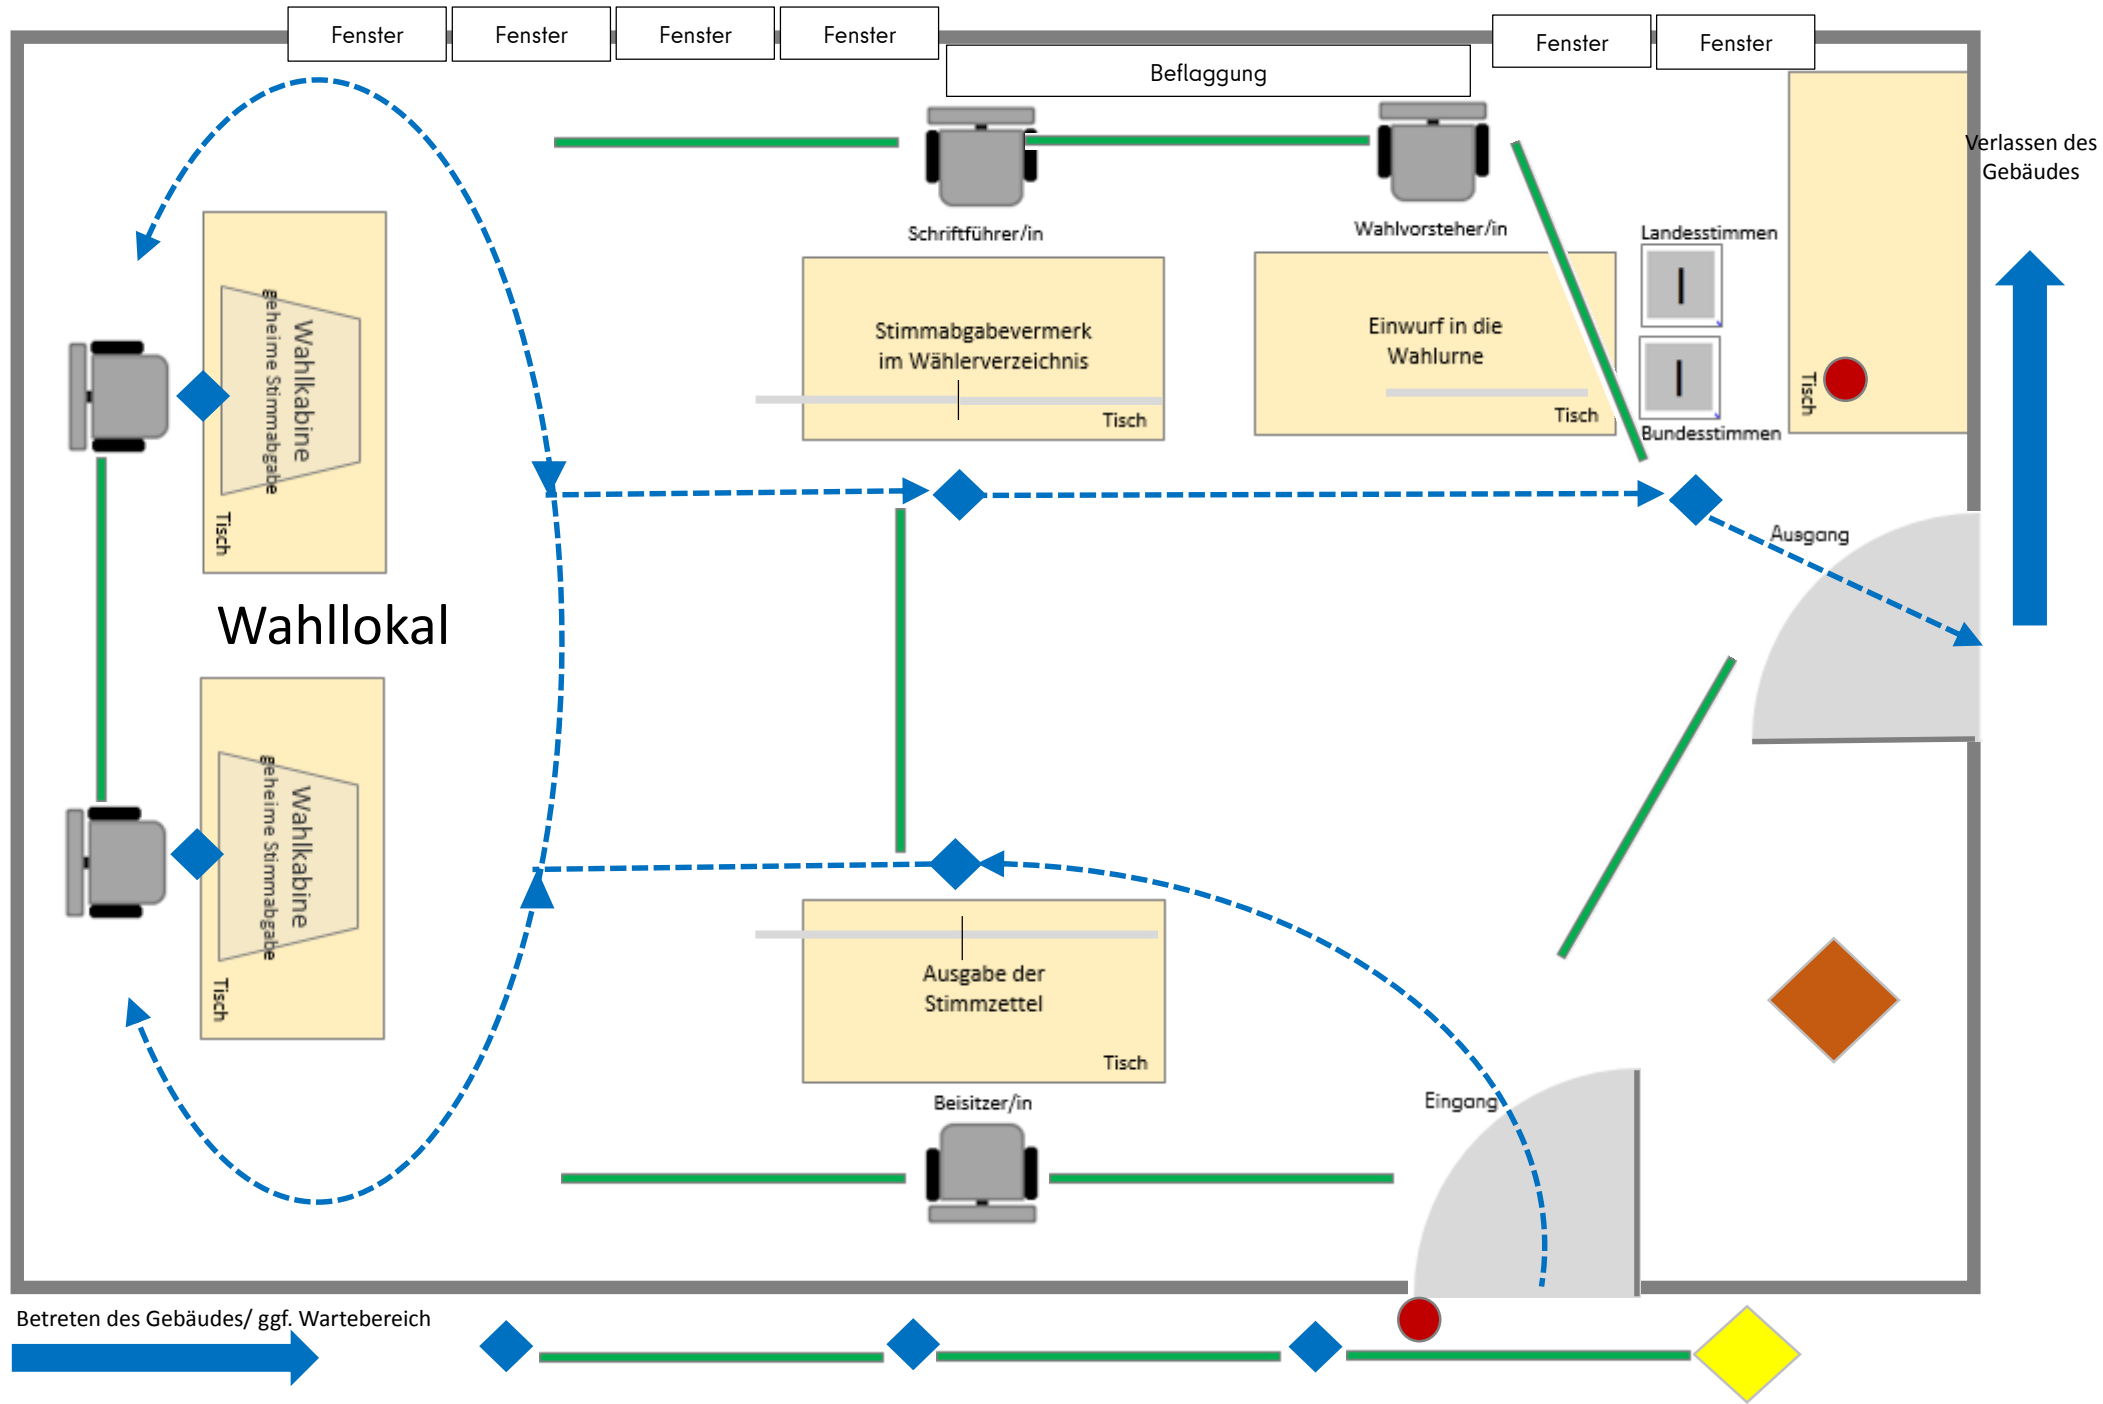 Fenster
Fenster
Fenster
Fenster
Fenster
Fenster
Beflaggung
Verlassen des
Gebäudes
Schriftführer/in
Wahlvorsteher/in
Landesstimmen
Stimmabgabevermerk
im Wählerverzeichnis
Tisch
Einwurf in die
Wahlurne
Tisch
Bundesstimmen
Tisch
Wahlkabine
geheime Stimmabgabe
Tisch
Ausgang
Wahllokal
Wahlkabine
geheime Stimmabgabe
Tisch
Ausgabe der
Stimmzettel
Tisch
Beisitzer/in
Eingang
Betreten des Gebäudes/ ggf. Wartebereich